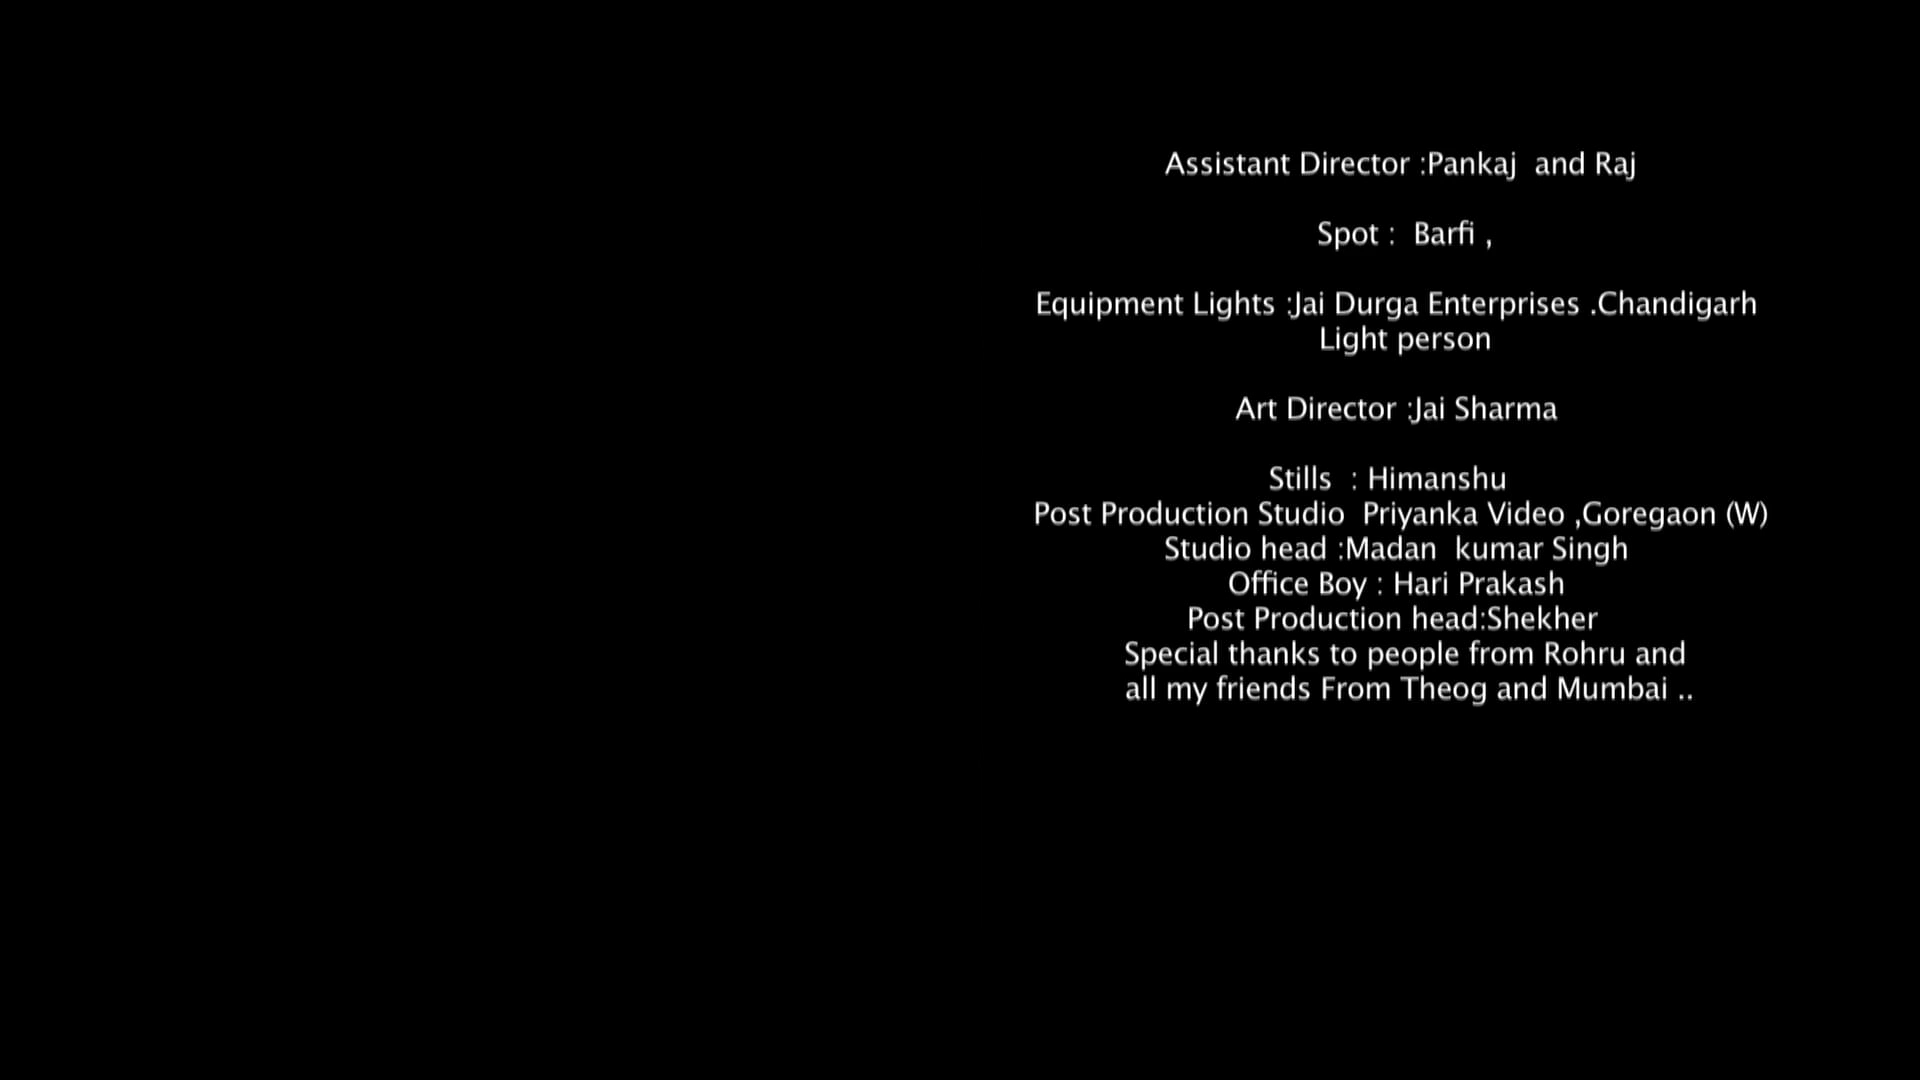 Assistant Director :Pankaj  and Raj
Spot :  Barfi ,
Equipment Lights :Jai Durga Enterprises .Chandigarh
Light person
Art Director :Jai Sharma
Stills  : Himanshu
Post Production Studio  Priyanka Video ,Goregaon (W)
Studio head :Madan  kumar Singh
Office Boy : Hari Prakash
Post Production head:Shekher
Special thanks to people from Rohru and
all my friends From Theog and Mumbai ..